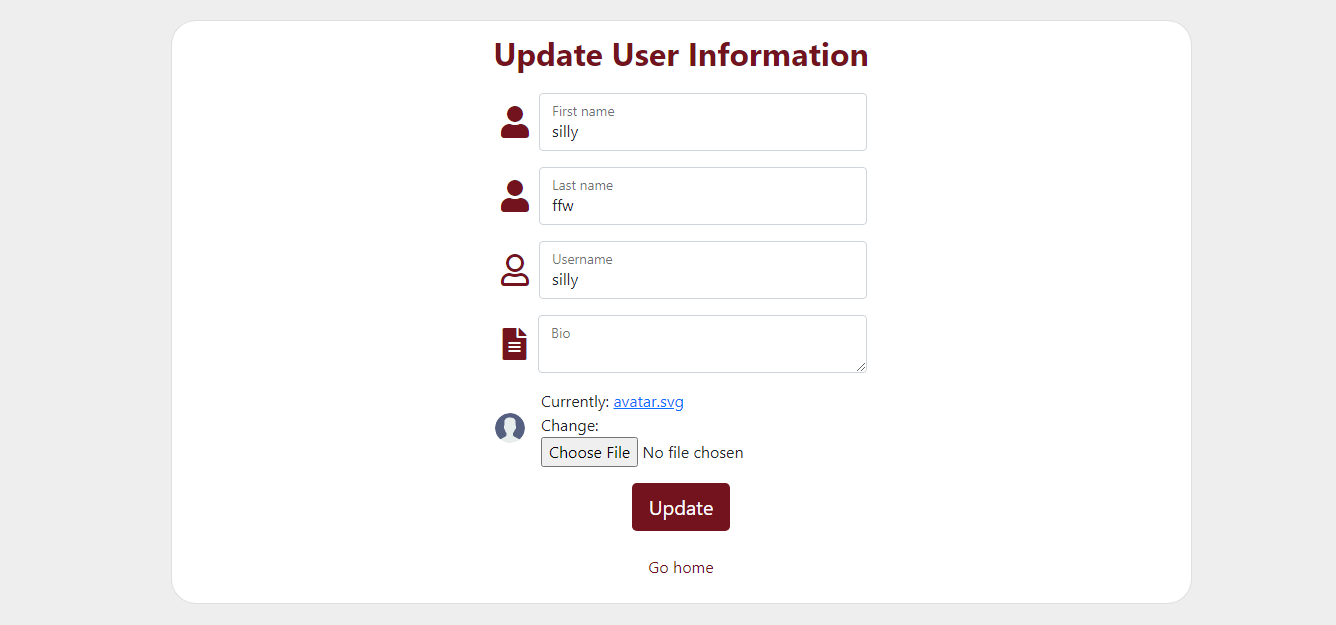 Update User Information
First name
silly
Last name
ffw
Username
silly
Bio
Currently: avatar.svg
Change:
Choose File No file chosen
Update
Go home